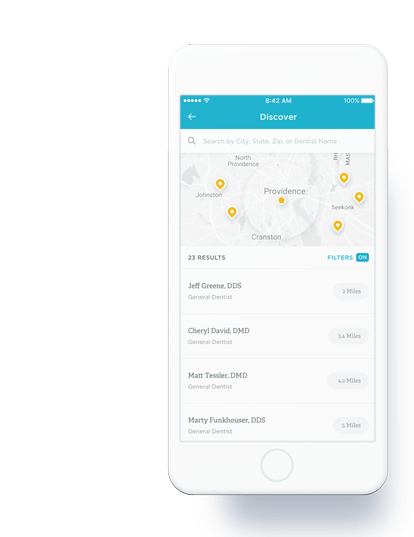 8:42 AM
100%
Discover
Search by City, State, Zip, or Dentist Name
North
Providence
RH
MAS
Johnston
Providence
Seekonk
Cranston
23 RESULTS
FILTERS ON
Jeff Greene, DDS
General Dentist
2 Miles
Cheryl David, DMD
General Dentist
3.4 Miles
Matt Tessler, DMD
General Dentist
4.2 Miles
Marty Funkhouser, DDS
General Dentist
5 Miles